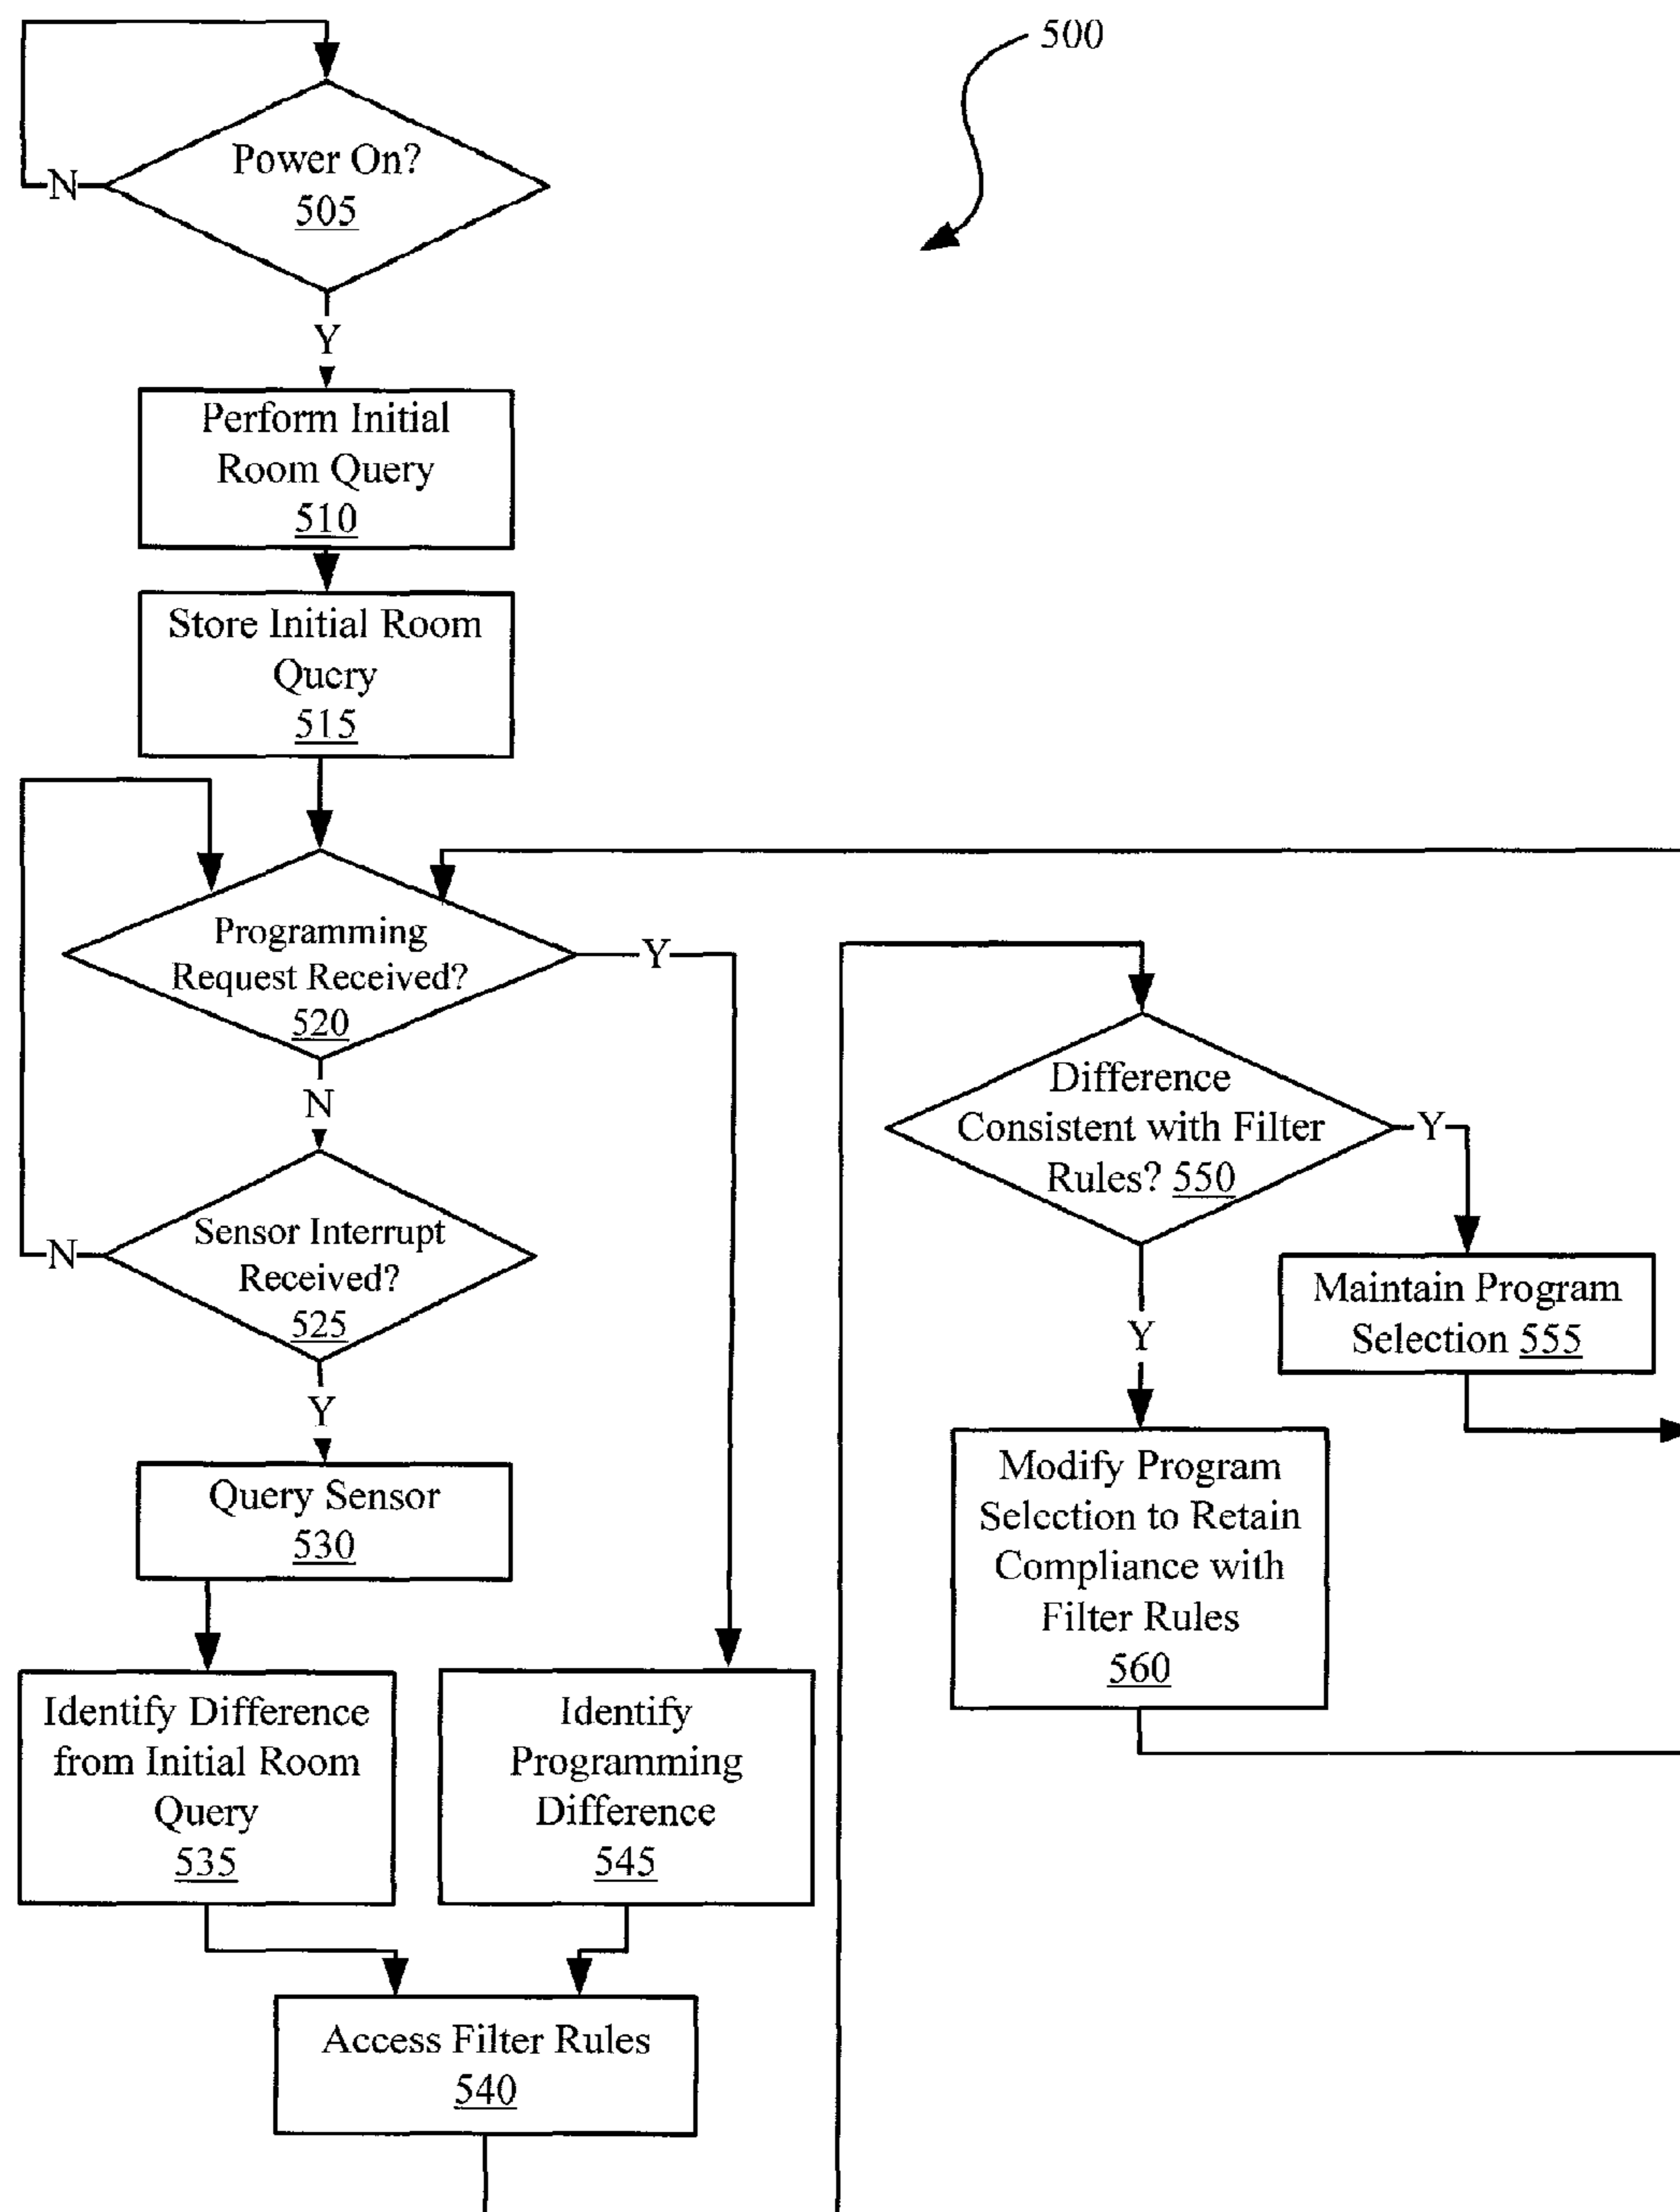 500
Power On?
505
N
Y
Perform Initial
Room Query
510
Store Initial Room
Query
515
Programming
Request Received?
520
Y
N
Sensor Interrupt
Received?
525
N
Y
Query Sensor
530
Identify Difference
from Initial Room
Query
535
Identify
Programming
Difference
545
Access Filter Rules
540
Difference
Consistent with Filter
Rules? 550
Y
Y
Maintain Program
Selection 555
Modify Program
Selection to Retain
Compliance with
Filter Rules
560